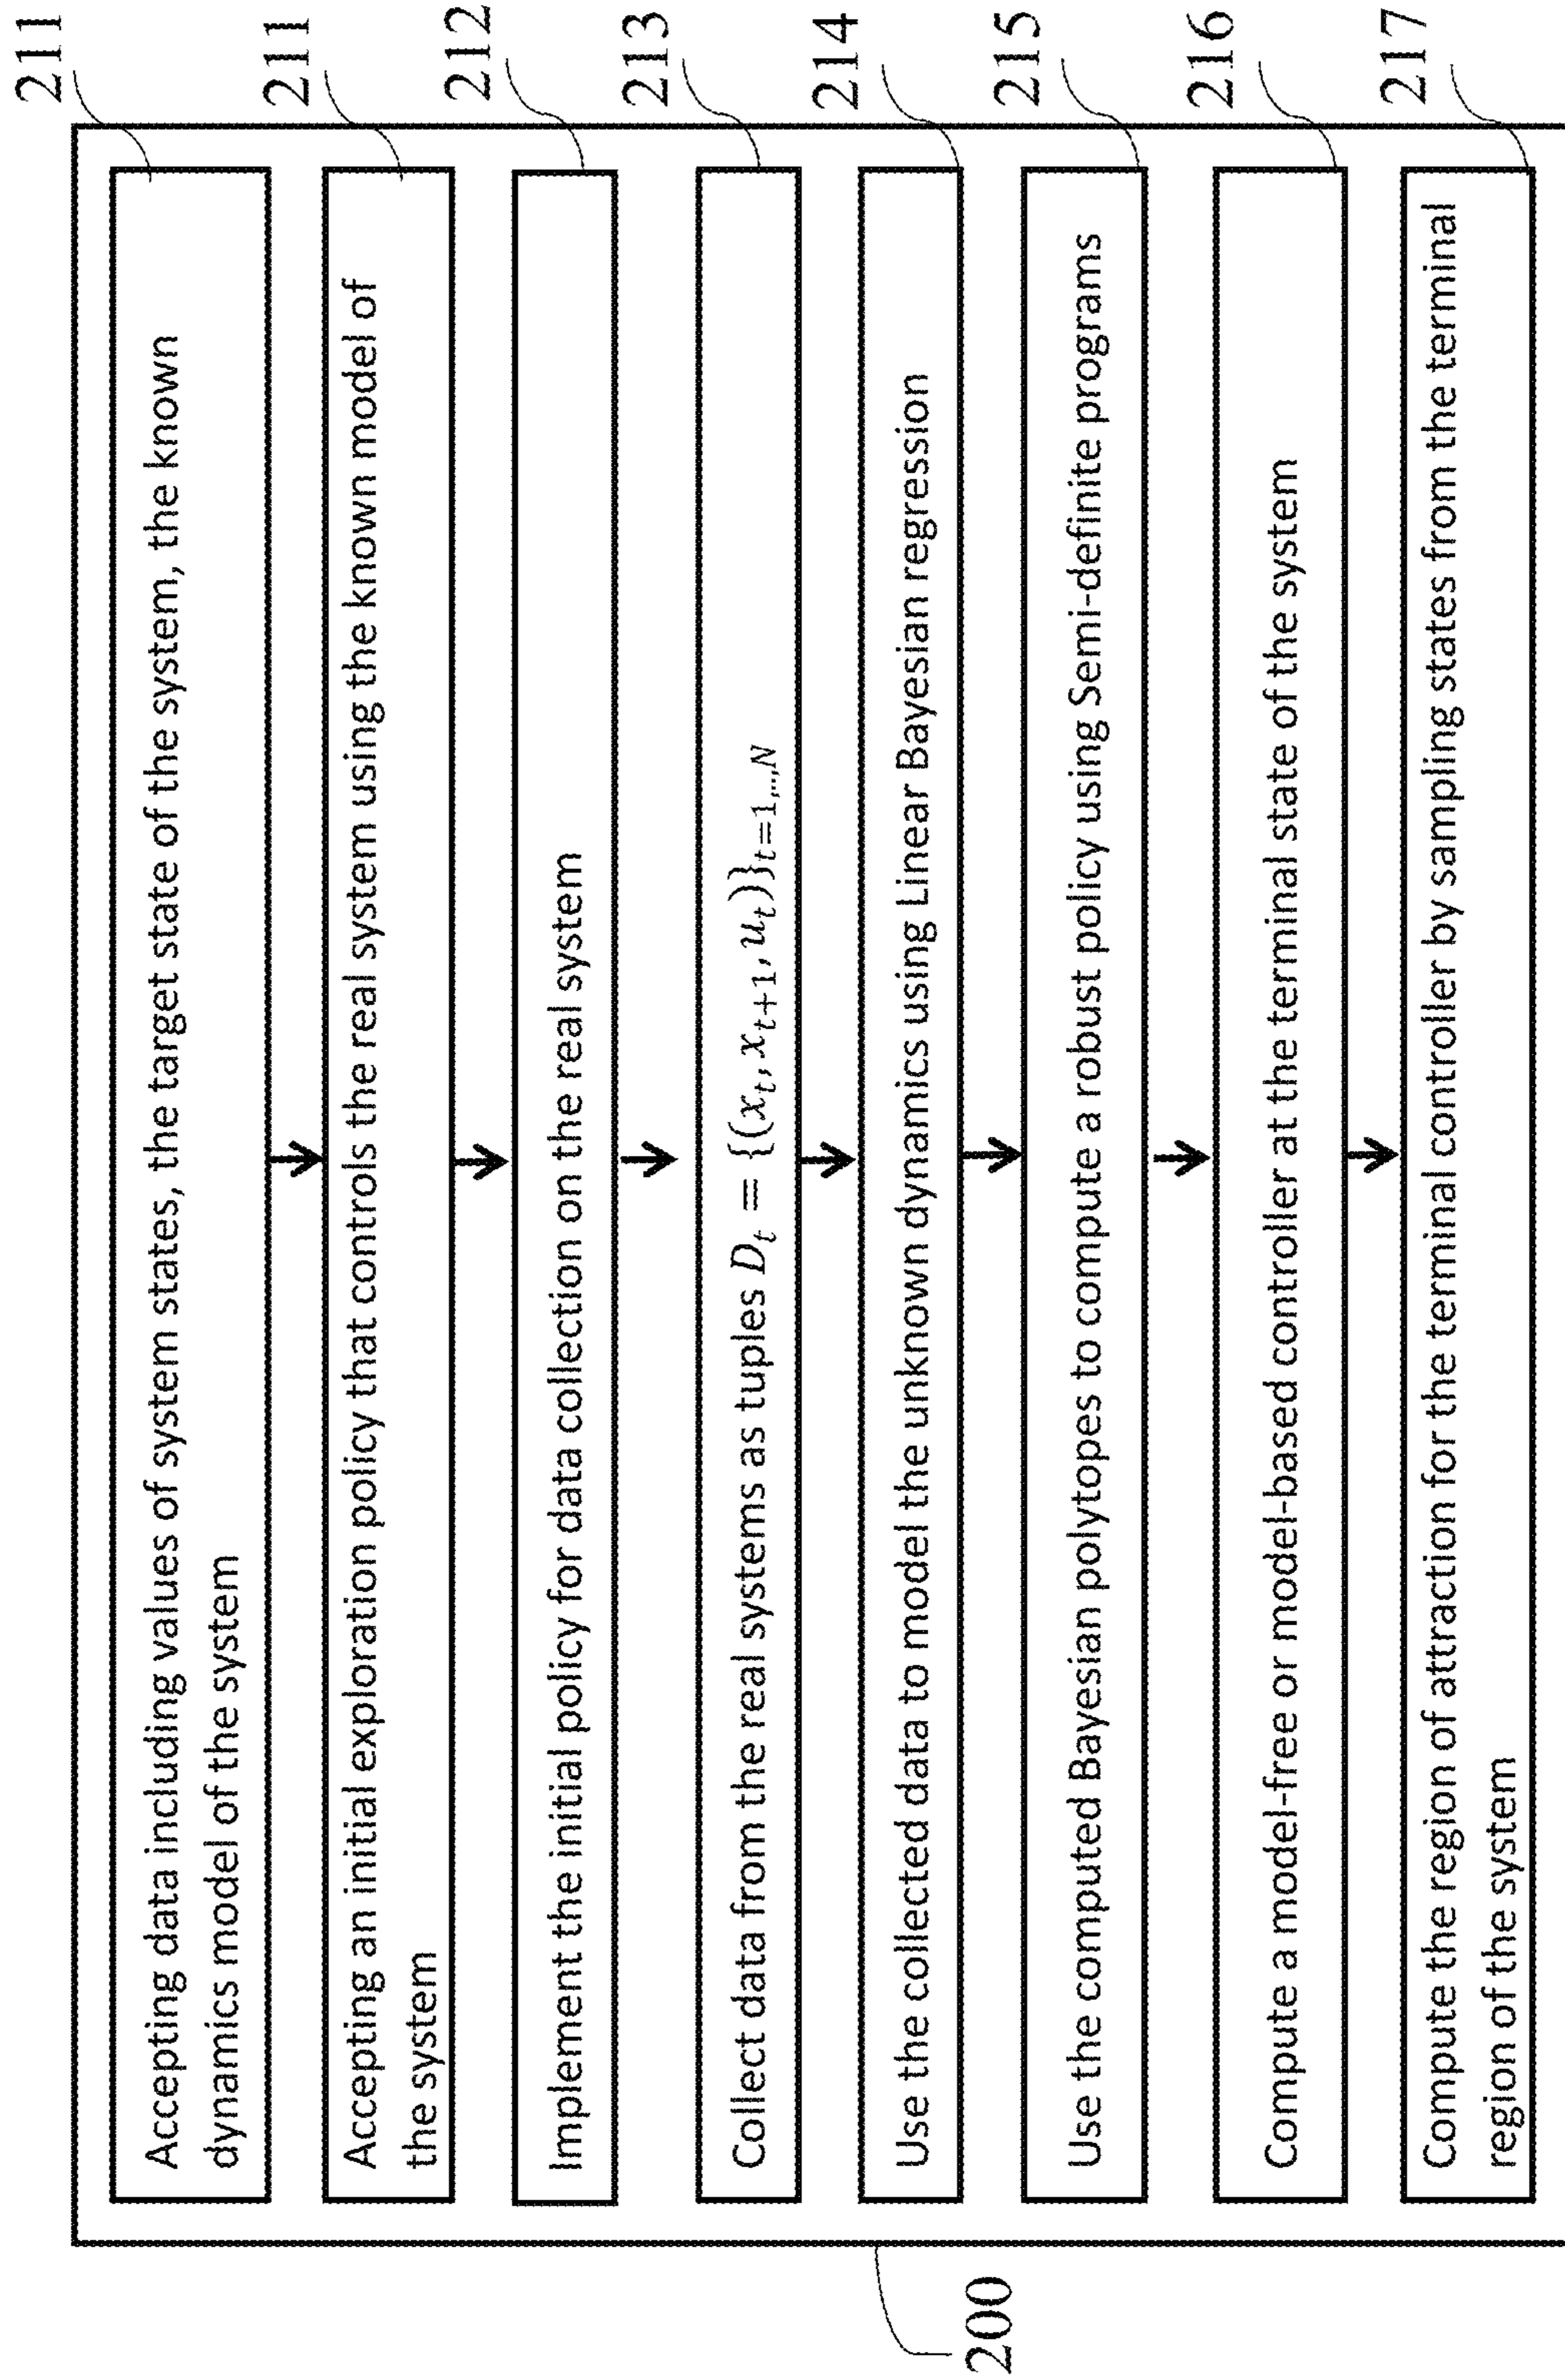 211
Accepting data including values of system states, the target state of the system, the known
dynamics model of the system
211
Accepting an initial exploration policy that controls the real system using the known model of
the system
212
Implement the initial policy for data collection on the real system
213
Collect data from the real systems as tuples $D_t = \{(x_t, x_{t+1}, u_t)\}_{t=1,...,N}$
214
Use the collected data to model the unknown dynamics using Linear Bayesian regression
215
Use the computed Bayesian polytopes to compute a robust policy using Semi-definite programs
216
Compute a model-free or model-based controller at the terminal state of the system
217
Compute the region of attraction for the terminal controller by sampling states from the terminal
region of the system
200